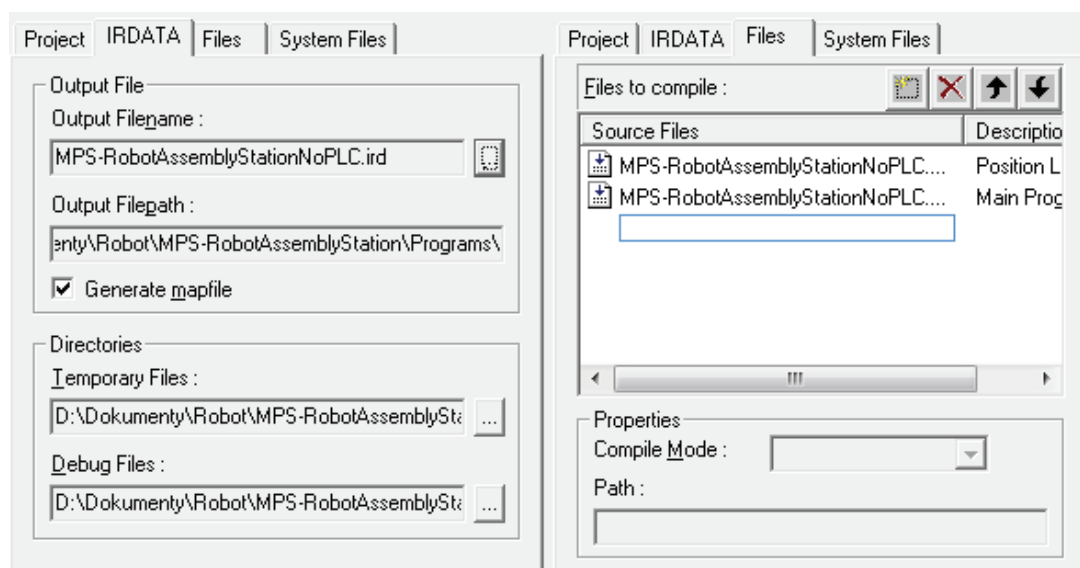 Project IRDATA Files System Files
Output File
Output Filename :
MPS-RobotAssemblyStationNoPLC.ird
Output Filepath :
enty\Robot\MPS-RobotAssemblyStation\Programs\
Generate mapfile
Directories
Temporary Files :
D:\Dokumenty\Robot\MPS-RobotAssemblySta
...
Debug Files :
D:\Dokumenty\Robot\MPS-RobotAssemblySta
...
Project IRDATA Files System Files
Files to compile :
Source Files Descriptio
MPS-RobotAssemblyStationNoPLC.... Position L
MPS-RobotAssemblyStationNoPLC.... Main Prog
Properties
Compile Mode :
Path :